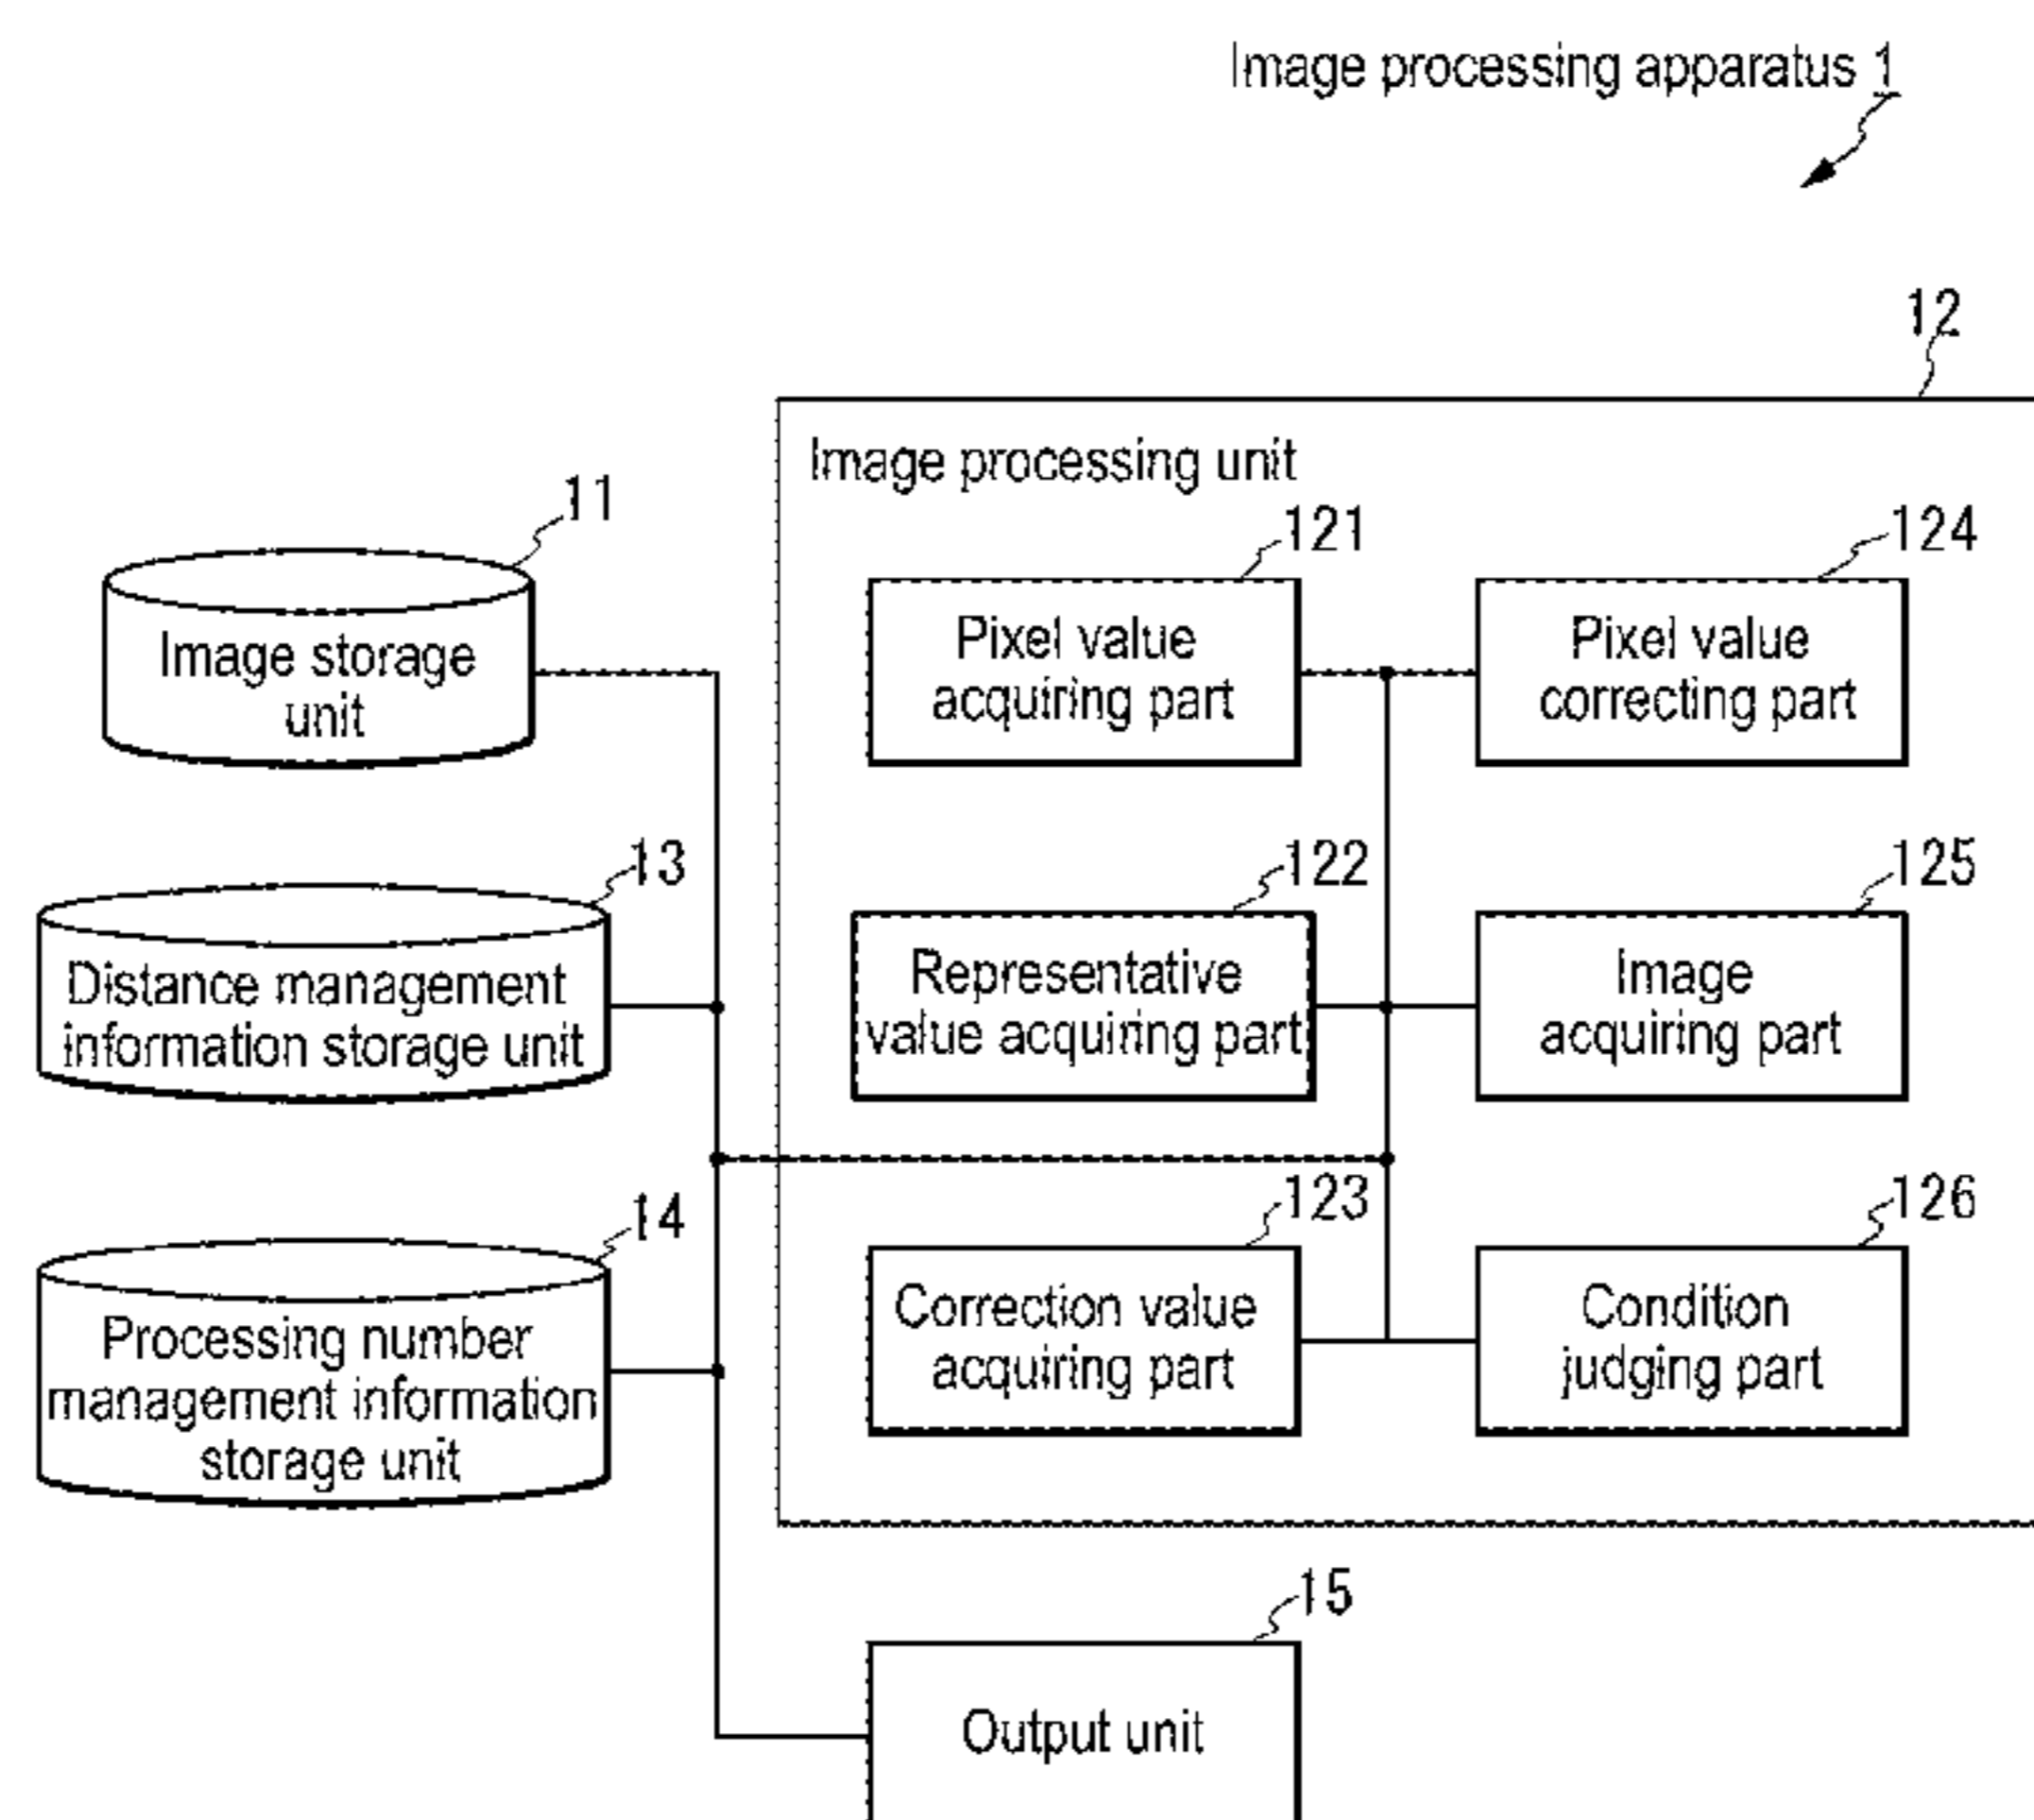 Image processing apparatus 1
12
Image processing unit
11
Image storage
unit
121
Pixel value
acquiring part
124
Pixel value
correcting part
13
Distance management
information storage unit
122
Representative
value acquiring part
125
Image
acquiring part
14
Processing number
management information
storage unit
123
Correction value
acquiring part
126
Condition
judging part
15
Output unit